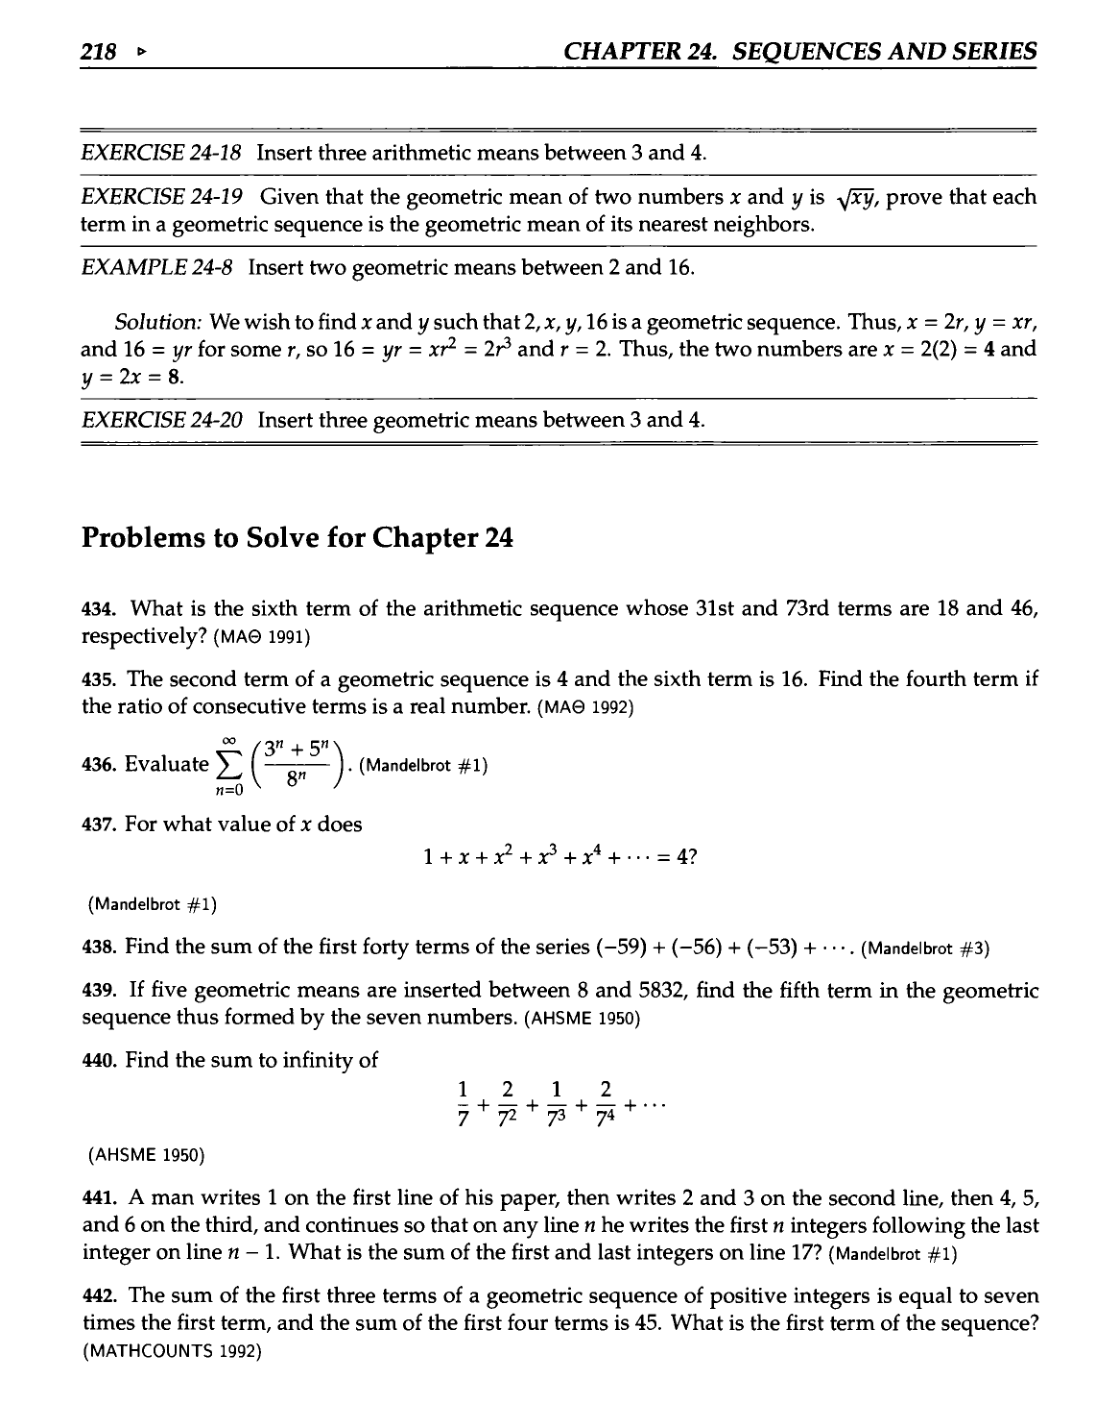 218 ▹ CHAPTER 24. SEQUENCES AND SERIES
EXERCISE 24-18 Insert three arithmetic means between 3 and 4.
EXERCISE 24-19 Given that the geometric mean of two numbers x and y is √xy, prove that each
term in a geometric sequence is the geometric mean of its nearest neighbors.
EXAMPLE 24-8 Insert two geometric means between 2 and 16.
Solution: We wish to find x and y such that 2, x, y, 16 is a geometric sequence. Thus, x = 2r, y = xr,
and 16 = yr for some r, so 16 = yr = xr² = 2r³ and r = 2. Thus, the two numbers are x = 2(2) = 4 and
y = 2x = 8.
EXERCISE 24-20 Insert three geometric means between 3 and 4.
Problems to Solve for Chapter 24
434. What is the sixth term of the arithmetic sequence whose 31st and 73rd terms are 18 and 46,
respectively? (MAΘ 1991)
435. The second term of a geometric sequence is 4 and the sixth term is 16. Find the fourth term if
the ratio of consecutive terms is a real number. (MAΘ 1992)
436. Evaluate ∑_{n=0}^{∞} ((3ⁿ + 5ⁿ)/8ⁿ). (Mandelbrot #1)
437. For what value of x does
1 + x + x² + x³ + x⁴ + ··· = 4?
(Mandelbrot #1)
438. Find the sum of the first forty terms of the series (−59) + (−56) + (−53) + ···. (Mandelbrot #3)
439. If five geometric means are inserted between 8 and 5832, find the fifth term in the geometric
sequence thus formed by the seven numbers. (AHSME 1950)
440. Find the sum to infinity of
1/7 + 2/7² + 1/7³ + 2/7⁴ + ···
(AHSME 1950)
441. A man writes 1 on the first line of his paper, then writes 2 and 3 on the second line, then 4, 5,
and 6 on the third, and continues so that on any line n he writes the first n integers following the last
integer on line n − 1. What is the sum of the first and last integers on line 17? (Mandelbrot #1)
442. The sum of the first three terms of a geometric sequence of positive integers is equal to seven
times the first term, and the sum of the first four terms is 45. What is the first term of the sequence?
(MATHCOUNTS 1992)